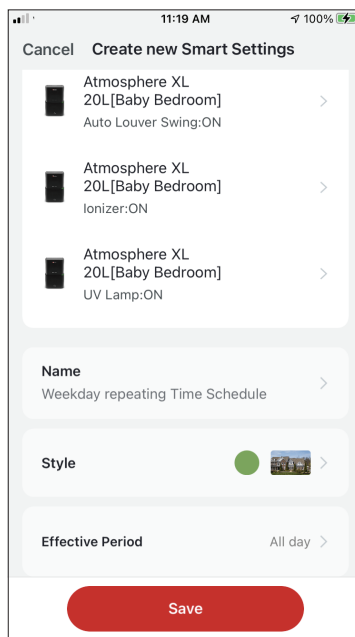 11:19 AM
100%
Cancel Create new Smart Settings
Atmosphere XL
20L[Baby Bedroom]
Auto Louver Swing:ON
Atmosphere XL
20L[Baby Bedroom]
Ionizer:ON
Atmosphere XL
20L[Baby Bedroom]
UV Lamp:ON
Name
Weekday repeating Time Schedule
Style
Effective Period All day
Save